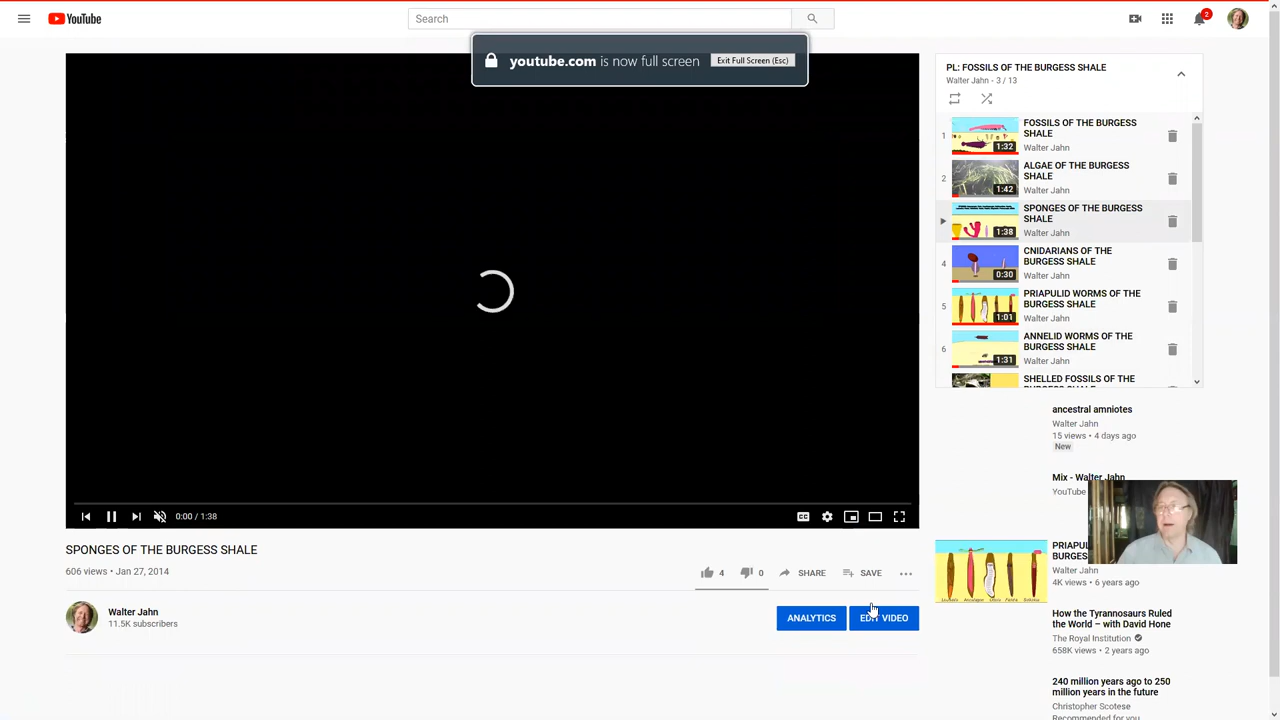 YouTube
Search
2
youtube.com is now full screen
Exit Full Screen (Esc)
0:00 / 1:38
CC
SPONGES OF THE BURGESS SHALE
606 views • Jan 27, 2014
4
0
SHARE
SAVE
Walter Jahn
11.5K subscribers
ANALYTICS
EDIT VIDEO
PL: FOSSILS OF THE BURGESS SHALE
Walter Jahn - 3 / 13
1
1:32
FOSSILS OF THE BURGESS
SHALE
Walter Jahn
2
1:42
ALGAE OF THE BURGESS
SHALE
Walter Jahn
1:38
SPONGES OF THE BURGESS
SHALE
Walter Jahn
4
0:30
CNIDARIANS OF THE
BURGESS SHALE
Walter Jahn
5
1:01
PRIAPULID WORMS OF THE
BURGESS SHALE
Walter Jahn
6
1:31
ANNELID WORMS OF THE
BURGESS SHALE
Walter Jahn
SHELLED FOSSILS OF THE
ancestral amniotes
Walter Jahn
15 views • 4 days ago
New
Mix - Walter Jahn
YouTube
PRIAPUL
BURGES
Walter Jahn
4K views • 6 years ago
How the Tyrannosaurs Ruled
the World – with David Hone
The Royal Institution
658K views • 2 years ago
240 million years ago to 250
million years in the future
Christopher Scotese
Recommended for you